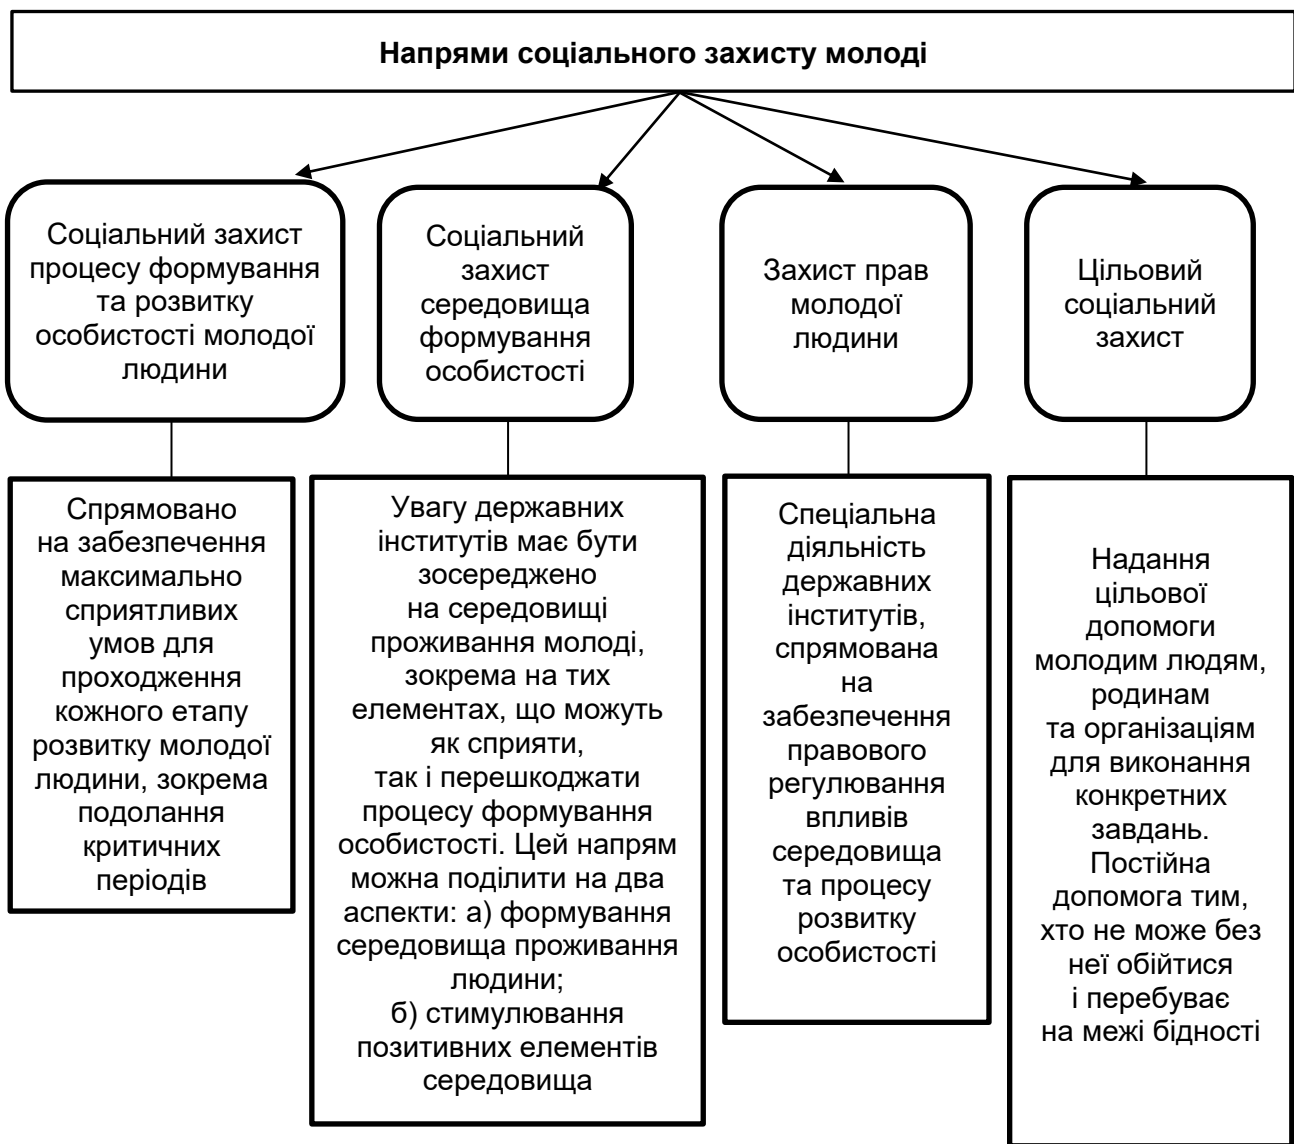 Напрями соціального захисту молоді
Соціальний захист
процесу формування
та розвитку
особистості молодої
людини
Соціальний
захист
середовища
формування
особистості
Захист прав
молодої
людини
Цільовий
соціальний
захист
Спрямовано
на забезпечення
максимально
сприятливих
умов для
проходження
кожного етапу
розвитку молодої
людини, зокрема
подолання
критичних
періодів
Увагу державних
інститутів має бути
зосереджено
на середовищі
проживання молоді,
зокрема на тих
елементах, що можуть
як сприяти,
так і перешкоджати
процесу формування
особистості. Цей напрям
можна поділити на два
аспекти: а) формування
середовища проживання
людини;
б) стимулювання
позитивних елементів
середовища
Спеціальна
діяльність
державних
інститутів,
спрямована
на
забезпечення
правового
регулювання
впливів
середовища
та процесу
розвитку
особистості
Надання
цільової
допомоги
молодим людям,
родинам
та організаціям
для виконання
конкретних
завдань.
Постійна
допомога тим,
хто не може без
неї обійтися
і перебуває
на межі бідності